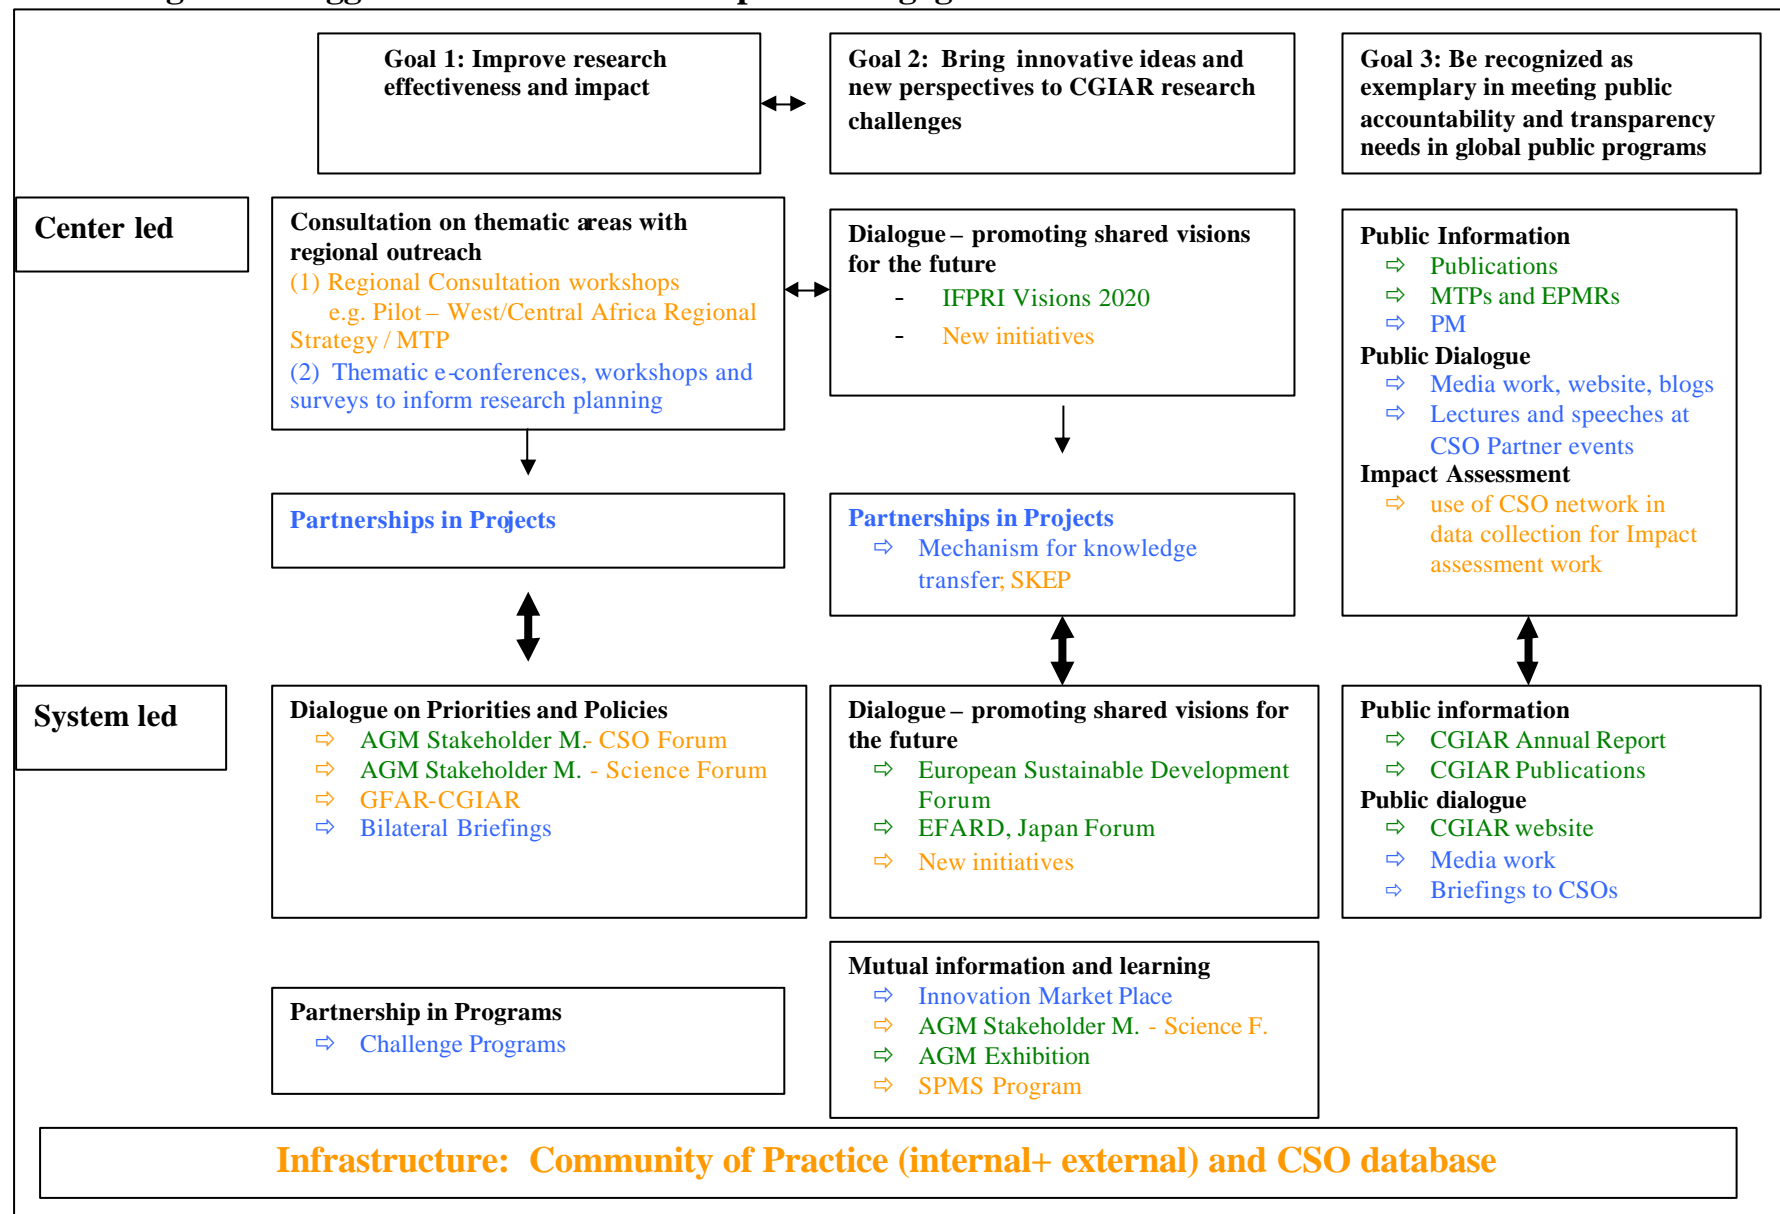 Goal 1: Improve research
effectiveness and impact
Goal 2: Bring innovative ideas and
new perspectives to CGIAR research
challenges
Goal 3: Be recognized as
exemplary in meeting public
accountability and transparency
needs in global public programs
Center led
Consultation on thematic areas with
regional outreach
(1) Regional Consultation workshops
e.g. Pilot – West/Central Africa Regional
Strategy / MTP
(2) Thematic e-conferences, workshops and
surveys to inform research planning
Dialogue – promoting shared visions
for the future
- IFPRI Visions 2020
- New initiatives
Public Information
⇨ Publications
⇨ MTPs and EPMRs
⇨ PM
Public Dialogue
⇨ Media work, website, blogs
⇨ Lectures and speeches at
CSO Partner events
Impact Assessment
⇨ use of CSO network in
data collection for Impact
assessment work
Partnerships in Projects
Partnerships in Projects
⇨ Mechanism for knowledge
transfer; SKEP
System led
Dialogue on Priorities and Policies
⇨ AGM Stakeholder M.- CSO Forum
⇨ AGM Stakeholder M. - Science Forum
⇨ GFAR-CGIAR
⇨ Bilateral Briefings
Dialogue – promoting shared visions for
the future
⇨ European Sustainable Development
Forum
⇨ EFARD, Japan Forum
⇨ New initiatives
Public information
⇨ CGIAR Annual Report
⇨ CGIAR Publications
Public dialogue
⇨ CGIAR website
⇨ Media work
⇨ Briefings to CSOs
Partnership in Programs
⇨ Challenge Programs
Mutual information and learning
⇨ Innovation Market Place
⇨ AGM Stakeholder M. - Science F.
⇨ AGM Exhibition
⇨ SPMS Program
Infrastructure: Community of Practice (internal+ external) and CSO database